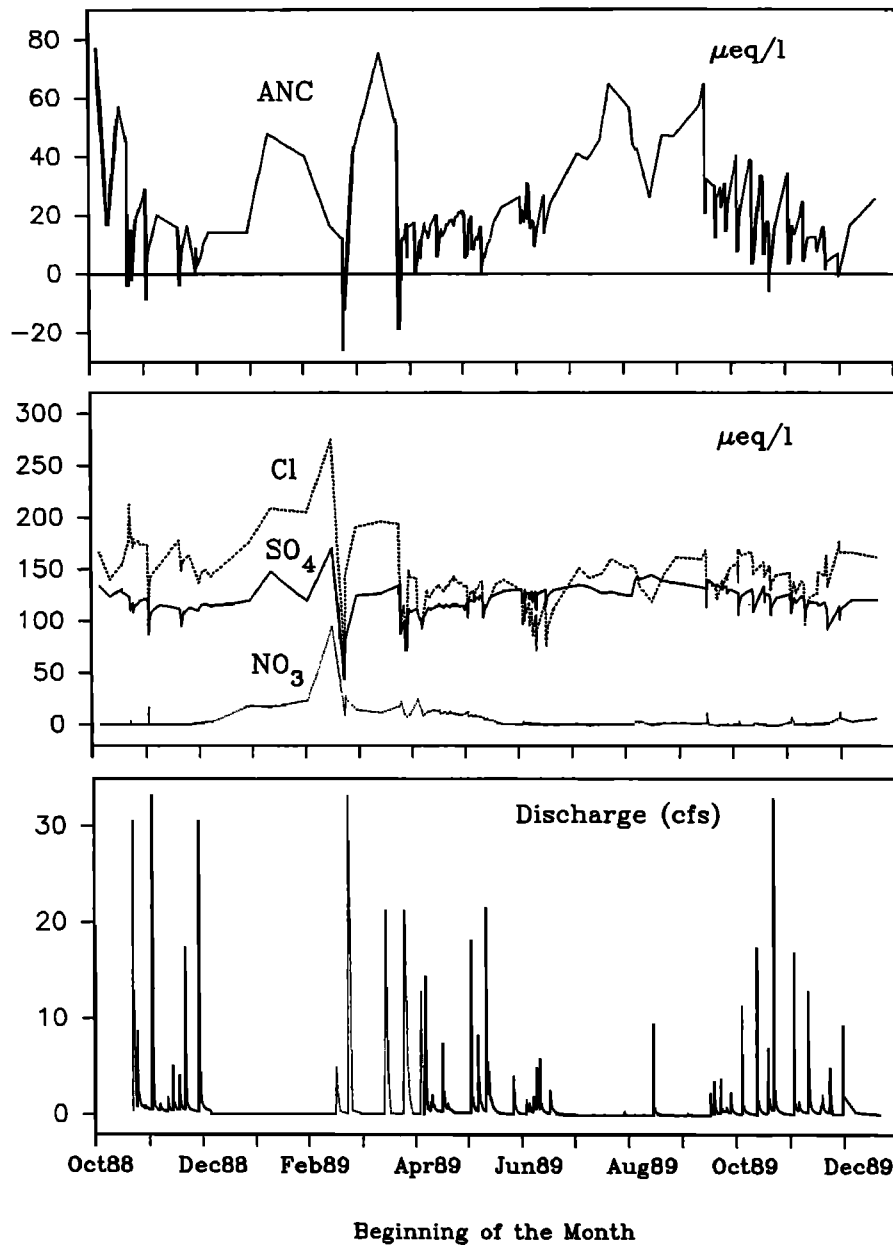 80
μeq/l
ANC
60
40
20
0
−20
300
μeq/l
250
Cl
200
SO4
150
100
NO3
50
0
Discharge (cfs)
30
20
10
0
Oct88 Dec88 Feb89 Apr89 Jun89 Aug89 Oct89 Dec89
Beginning of the Month